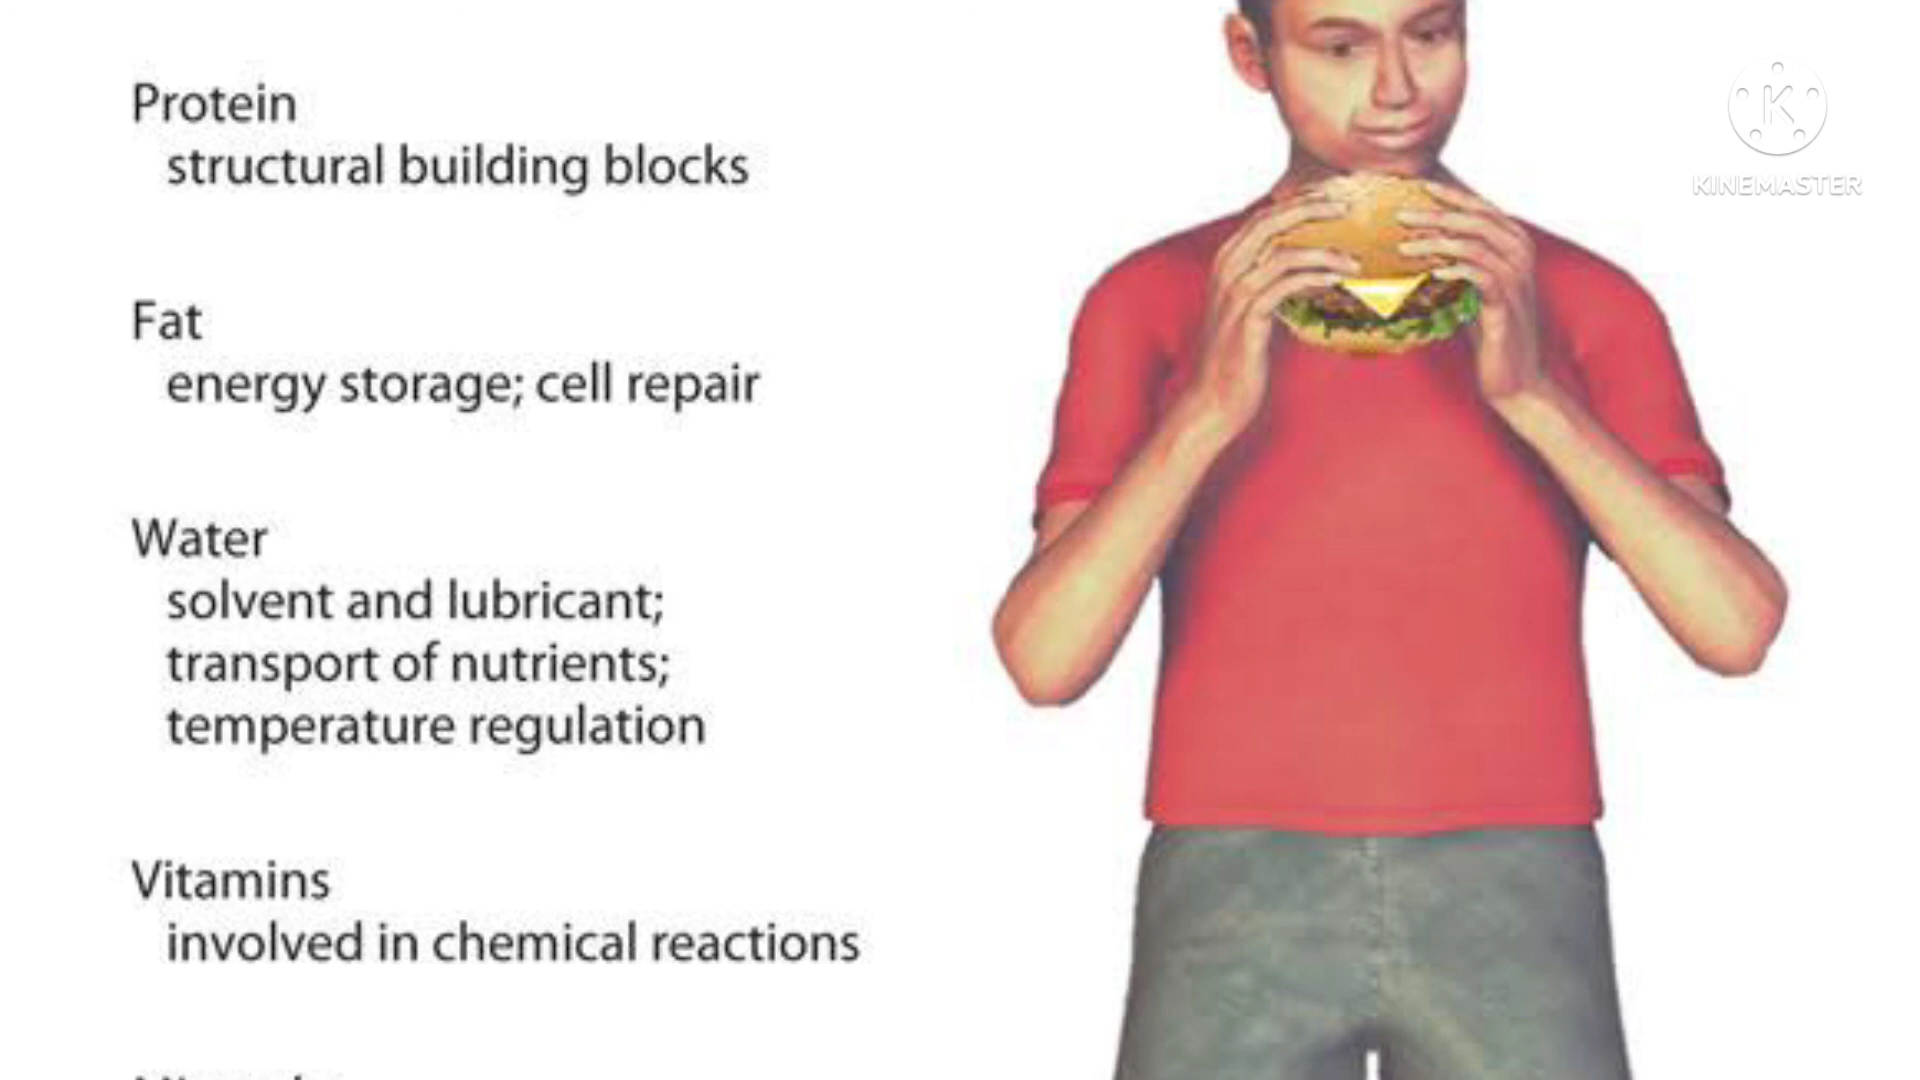 Protein
structural building blocks
Fat
energy storage; cell repair
Water
solvent and lubricant;
transport of nutrients;
temperature regulation
Vitamins
involved in chemical reactions
K
KINEMASTER